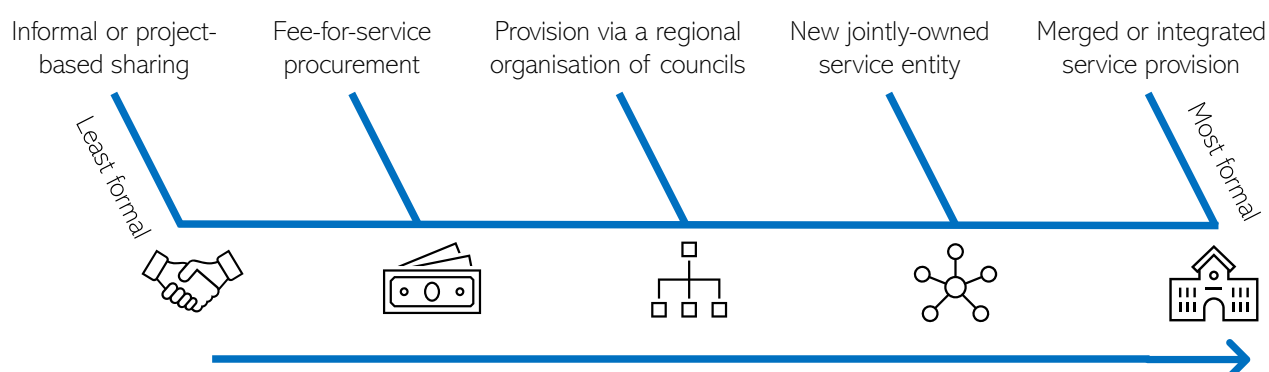 Informal or project-
based sharing
Fee-for-service
procurement
Provision via a regional
organisation of councils
New jointly-owned
service entity
Merged or integrated
service provision
Least formal
Most formal